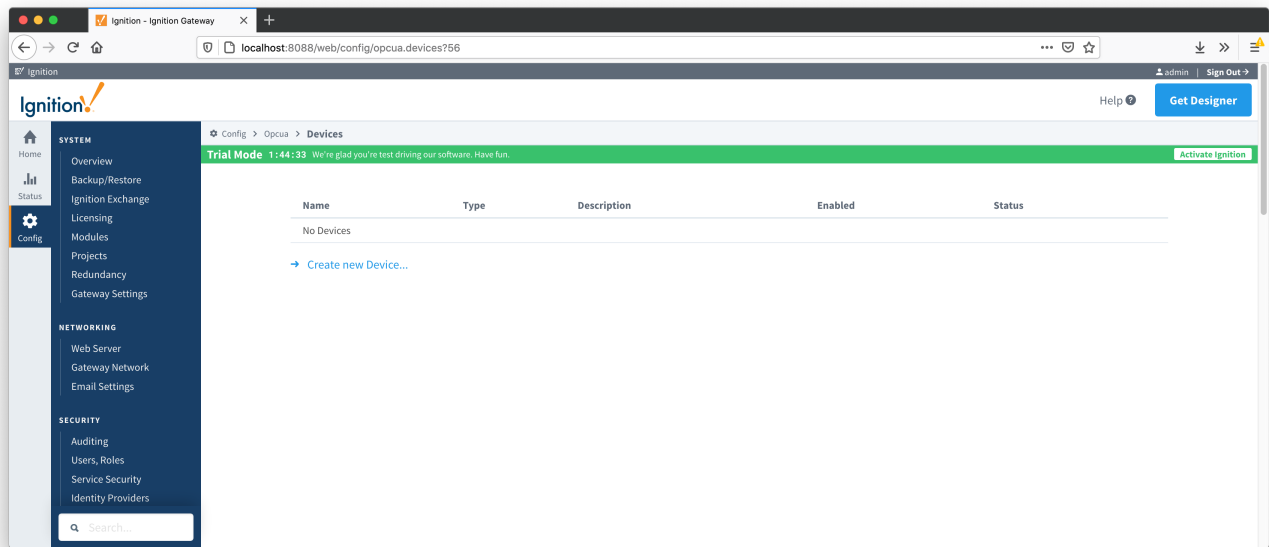 Ignition - Ignition Gateway
localhost:8088/web/config/opcua.devices?56
Ignition
admin | Sign Out
Ignition!
Help
Get Designer
Home
Status
Config
SYSTEM
Overview
Backup/Restore
Ignition Exchange
Licensing
Modules
Projects
Redundancy
Gateway Settings
NETWORKING
Web Server
Gateway Network
Email Settings
SECURITY
Auditing
Users, Roles
Service Security
Identity Providers
Search...
Config > Opcua > Devices
Trial Mode 1:44:33 We're glad you're test driving our software. Have fun.
Activate Ignition
Name Type Description Enabled Status
No Devices
Create new Device...